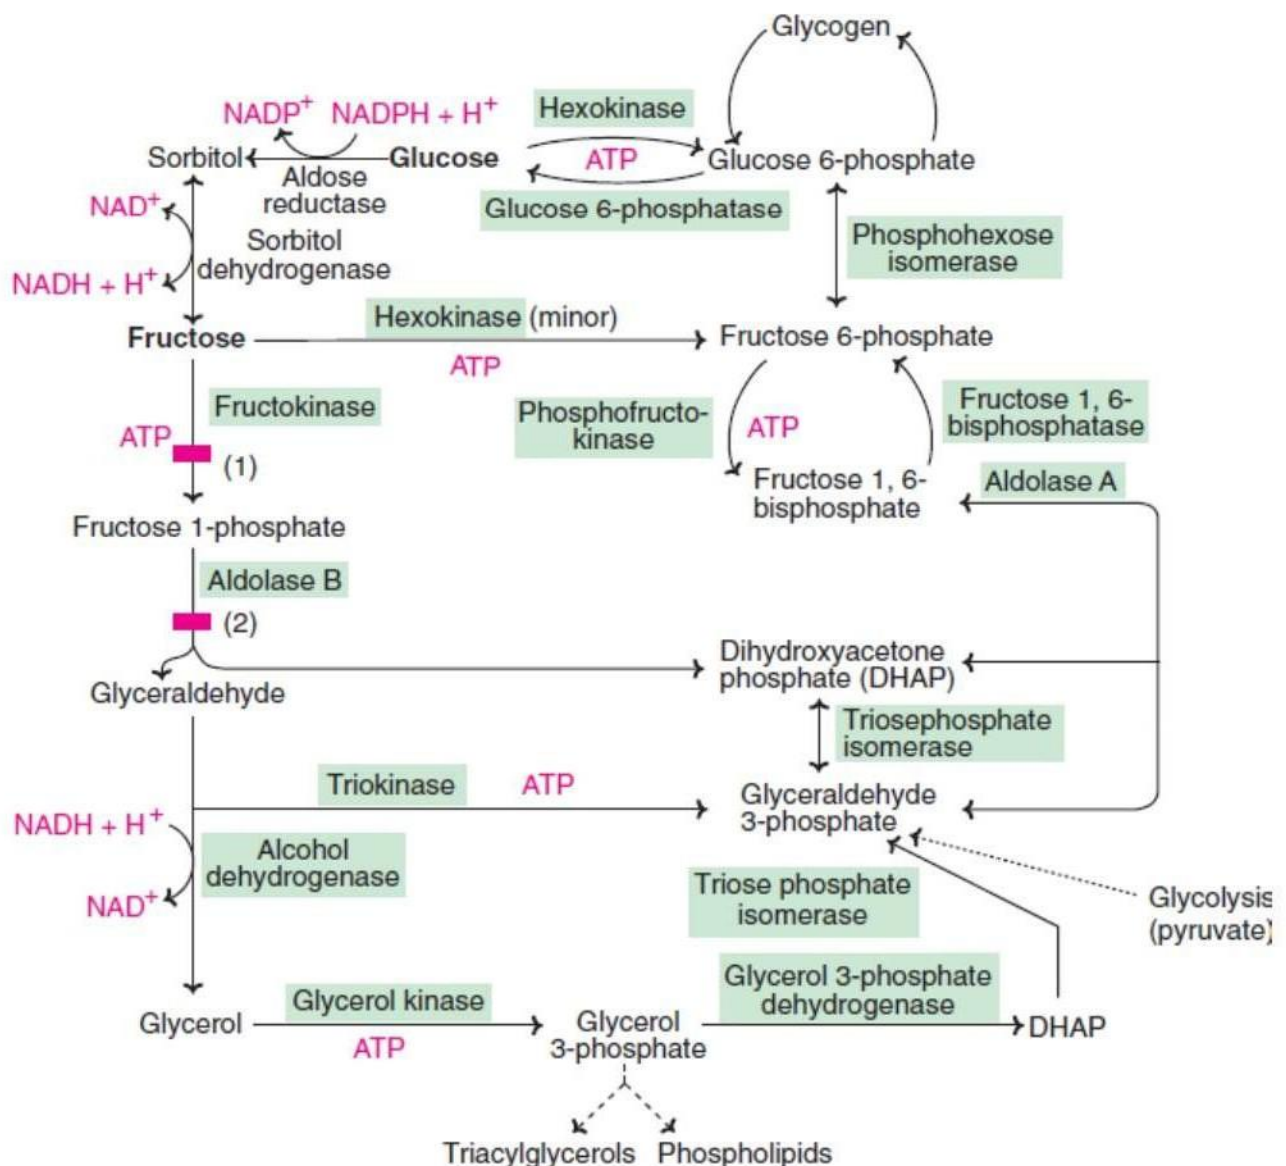 Glycogen
NADP+ NADPH + H+
Hexokinase
Sorbitol
Glucose
ATP
Glucose 6-phosphate
Aldose
reductase
Glucose 6-phosphatase
NAD+
Sorbitol
dehydrogenase
NADH + H+
Phosphohexose
isomerase
Hexokinase (minor)
Fructose
Fructose 6-phosphate
ATP
Fructokinase
ATP
(1)
Phosphofructo-
kinase
ATP
Fructose 1, 6-
bisphosphatase
Fructose 1, 6-
bisphosphate
Aldolase A
Fructose 1-phosphate
Aldolase B
(2)
Dihydroxyacetone
phosphate (DHAP)
Glyceraldehyde
Triosephosphate
isomerase
Triokinase
ATP
Glyceraldehyde
3-phosphate
NADH + H+
Alcohol
dehydrogenase
NAD+
Triose phosphate
isomerase
Glycolysis
(pyruvate)
Glycerol 3-phosphate
dehydrogenase
Glycerol kinase
Glycerol
ATP
Glycerol
3-phosphate
DHAP
Triacylglycerols
Phospholipids